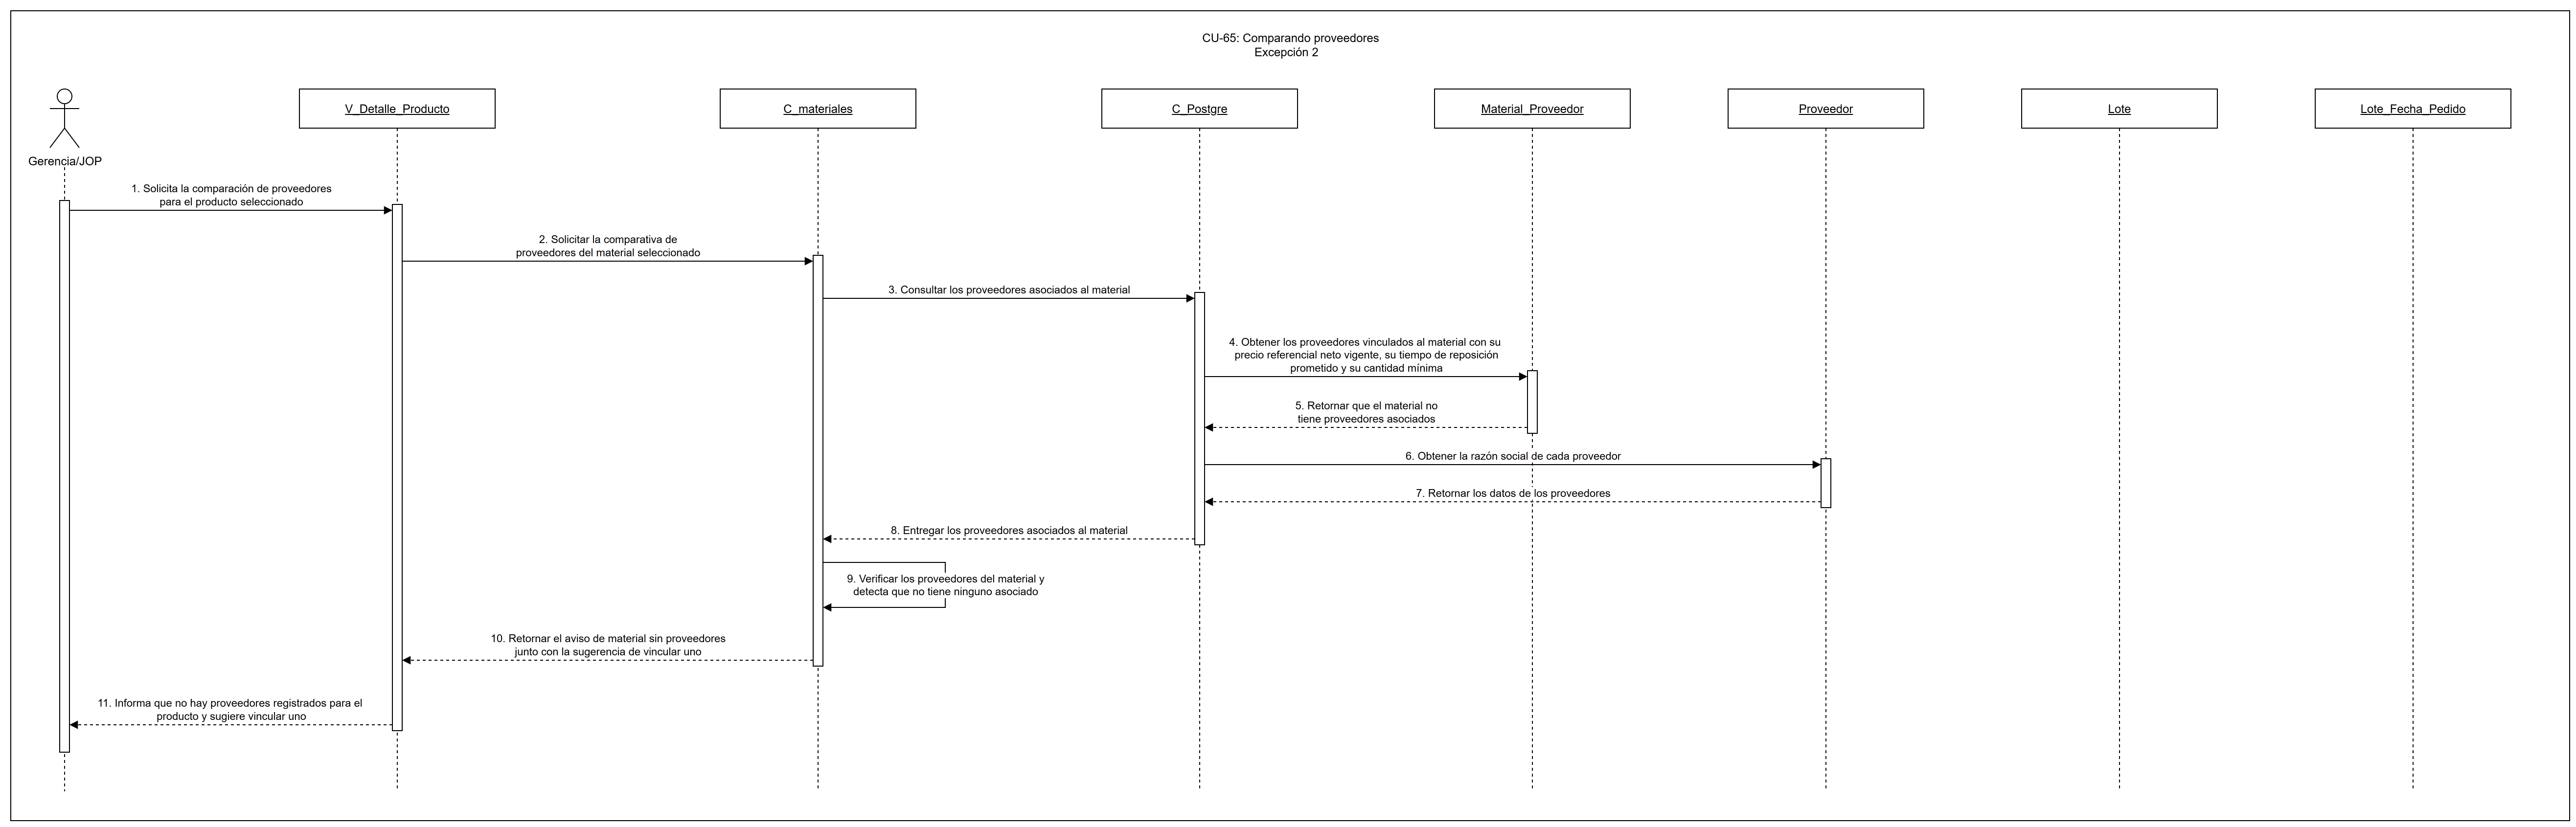 CU-65: Comparando proveedores
Excepción 2
Gerencia/JOP
V_Detalle_Producto
C_materiales
C_Postgre
Material_Proveedor
Proveedor
Lote
Lote_Fecha_Pedido
1. Solicita la comparación de proveedores
para el producto seleccionado
2. Solicitar la comparativa de
proveedores del material seleccionado
3. Consultar los proveedores asociados al material
4. Obtener los proveedores vinculados al material con su
precio referencial neto vigente, su tiempo de reposición
prometido y su cantidad mínima
5. Retornar que el material no
tiene proveedores asociados
6. Obtener la razón social de cada proveedor
7. Retornar los datos de los proveedores
8. Entregar los proveedores asociados al material
9. Verificar los proveedores del material y
detecta que no tiene ninguno asociado
10. Retornar el aviso de material sin proveedores
junto con la sugerencia de vincular uno
11. Informa que no hay proveedores registrados para el
producto y sugiere vincular uno